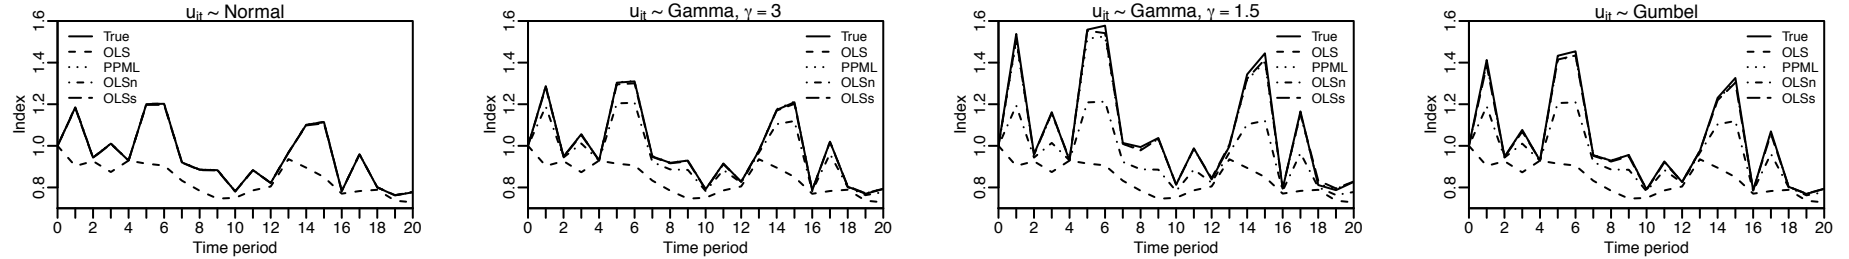 u_it ~ Normal
Index
1.6
1.4
1.2
1.0
0.8
True
OLS
PPML
OLSn
OLSs
0 2 4 6 8 10 12 14 16 18 20
Time period
u_it ~ Gamma, γ = 3
Index
1.6
1.4
1.2
1.0
0.8
True
OLS
PPML
OLSn
OLSs
0 2 4 6 8 10 12 14 16 18 20
Time period
u_it ~ Gamma, γ = 1.5
Index
1.6
1.4
1.2
1.0
0.8
True
OLS
PPML
OLSn
OLSs
0 2 4 6 8 10 12 14 16 18 20
Time period
u_it ~ Gumbel
Index
1.6
1.4
1.2
1.0
0.8
True
OLS
PPML
OLSn
OLSs
0 2 4 6 8 10 12 14 16 18 20
Time period